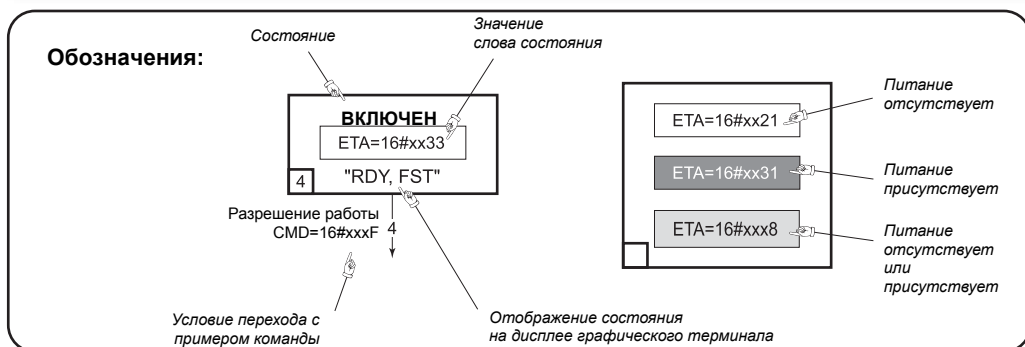 Обозначения:
Состояние
Значение
слова состояния
ВКЛЮЧЕН
ETA=16#xx33
4
"RDY, FST"
Разрешение работы
CMD=16#xxxF
4
Условие перехода с
примером команды
Отображение состояния
на дисплее графического терминала
ETA=16#xx21
ETA=16#xx31
ETA=16#xxx8
Питание
отсутствует
Питание
присутствует
Питание
отсутствует
или
присутствует